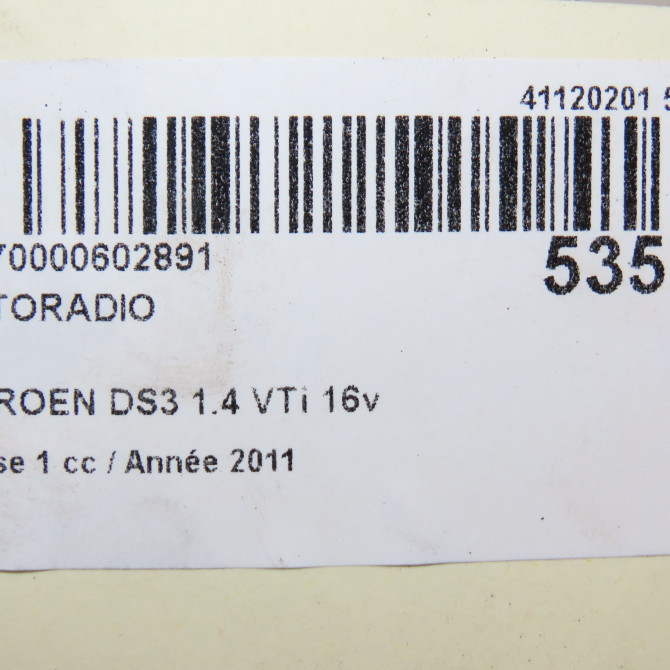 41120201 5
70000602891
535
TORADIO
ROEN DS3 1.4 VTi 16v
se 1 cc / Année 2011